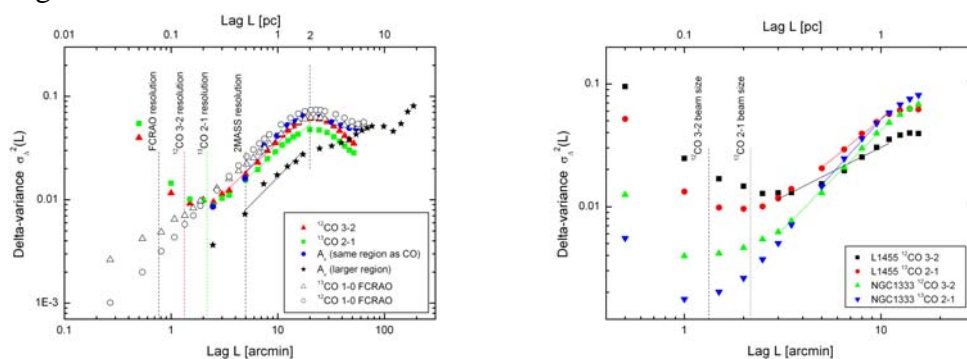 Lag L [pc]
0.01 0.1 1 2 10 100
Delta-variance σ²Δ(L)
0.1
0.01
1E-3
FCRAO resolution
¹²CO 3-2 resolution
¹³CO 2-1 resolution
2MASS resolution
¹²CO 3-2
¹³CO 2-1
Aᵥ (same region as CO)
Aᵥ (larger region)
¹³CO 1-0 FCRAO
¹²CO 1-0 FCRAO
0.1 1 10 100 1000
Lag L [arcmin]
Lag L [pc]
0.1 1
Delta-variance σ²Δ(L)
0.1
0.01
¹²CO 3-2 beam size
¹³CO 2-1 beam size
L1455 ¹²CO 3-2
L1455 ¹³CO 2-1
NGC1333 ¹²CO 3-2
NGC1333 ¹³CO 2-1
1 10
Lag L [arcmin]